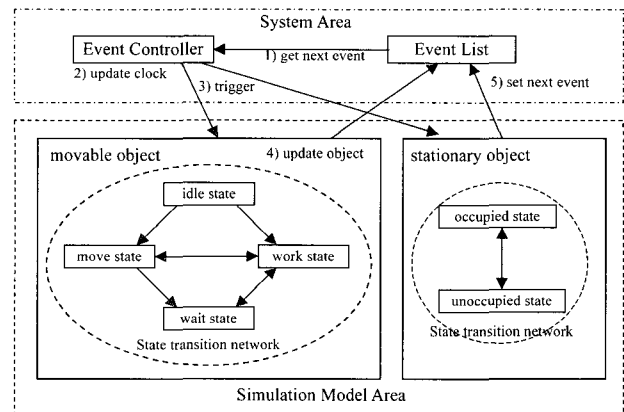 System Area
Event Controller
Event List
1) get next event
2) update clock
3) trigger
5) set next event
movable object
4) update object
stationary object
idle state
move state
work state
wait state
State transition network
occupied state
unoccupied state
State transition network
Simulation Model Area